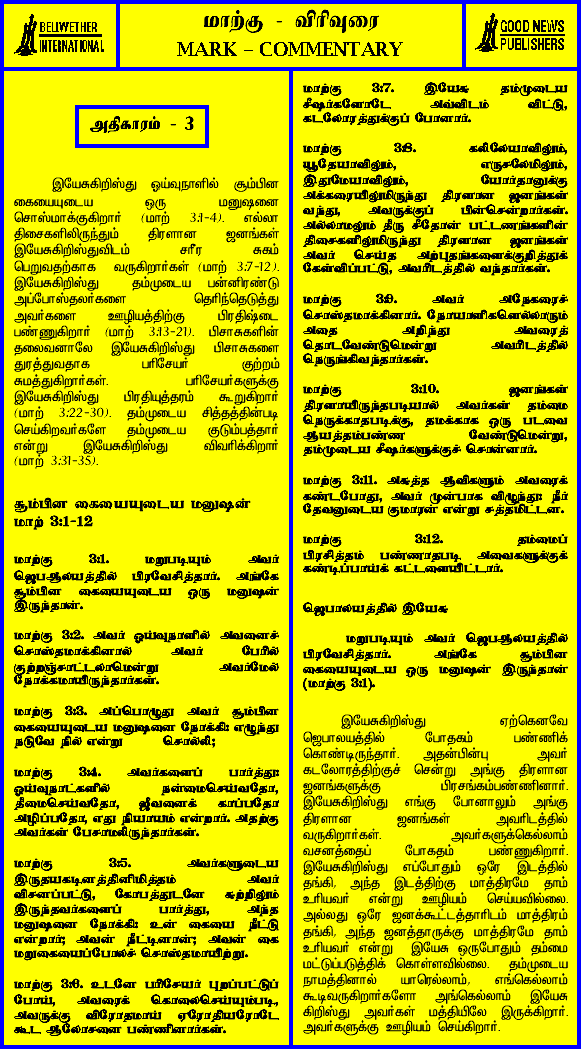 BELLWETHER
INTERNATIONAL
மாற்கு - விரிவுரை
MARK – COMMENTARY
GOOD NEWS
PUBLISHERS
அதிகாரம் - 3
இயேசுகிறிஸ்து ஓய்வுநாளில் சூம்பின
கையையுடைய ஒரு மனுஷனை
சொஸ்மாக்குகிறார் (மாற் 3:1-4). எல்லா
திசைகளிலிருந்தும் திரளான ஜனங்கள்
இயேசுகிறிஸ்துவிடம் சரீர சுகம்
பெறுவதற்காக வருகிறார்கள் (மாற் 3:7-12).
இயேசுகிறிஸ்து தம்முடைய பன்னிரண்டு
அப்போஸ்தலர்களை தெரிந்தெடுத்து
அவர்களை ஊழியத்திற்கு பிரதிஷ்டை
பண்ணுகிறார் (மாற் 3:13-21). பிசாசுகளின்
தலைவனாலே இயேசுகிறிஸ்து பிசாசுகளை
துரத்துவதாக பரிசேயர் குற்றம்
சுமத்துகிறார்கள். பரிசேயர்களுக்கு
இயேசுகிறிஸ்து பிரதியுத்தரம் கூறுகிறார்
(மாற் 3:22-30). தம்முடைய சித்தத்தின்படி
செய்கிறவர்களே தம்முடைய குடும்பத்தார்
என்று இயேசுகிறிஸ்து விவரிக்கிறார்
(மாற் 3:31-35).
சூம்பின கையையுடைய மனுஷன்
மாற் 3:1-12
மாற்கு 3:1. மறுபடியும் அவர்
ஜெபஆலயத்தில் பிரவேசித்தார். அங்கே
சூம்பின கையையுடைய ஒரு மனுஷன்
இருந்தான்.
மாற்கு 3:2. அவர் ஓய்வுநாளில் அவனைச்
சொஸ்தமாக்கினால் அவர் பேரில்
குற்றஞ்சாட்டலாமென்று அவர்மேல்
நோக்கமாயிருந்தார்கள்.
மாற்கு 3:3. அப்பொழுது அவர் சூம்பின
கையையுடைய மனுஷனை நோக்கி: எழுந்து
நடுவே நில் என்று சொல்லி;
மாற்கு 3:4. அவர்களைப் பார்த்து:
ஓய்வுநாட்களில் நன்மைசெய்வதோ,
தீமைசெய்வதோ, ஜீவனைக் காப்பதோ
அழிப்பதோ, எது நியாயம் என்றார். அதற்கு
அவர்கள் பேசாமலிருந்தார்கள்.
மாற்கு 3:5. அவர்களுடைய
இருதயகடினத்தினிமித்தம் அவர்
விசனப்பட்டு, கோபத்துடனே சுற்றிலும்
இருந்தவர்களைப் பார்த்து, அந்த
மனுஷனை நோக்கி: உன் கையை நீட்டு
என்றார்; அவன் நீட்டினான்; அவன் கை
மறுகையைப்போலச் சொஸ்தமாயிற்று.
மாற்கு 3:6. உடனே பரிசேயர் புறப்பட்டுப்
போய், அவரைக் கொலைசெய்யும்படி,
அவருக்கு விரோதமாய் ஏரோதியரோடே
கூட ஆலோசனை பண்ணினார்கள்.
மாற்கு 3:7. இயேசு தம்முடைய
சீஷர்களோடே அவ்விடம் விட்டு,
கடலோரத்துக்குப் போனார்.
மாற்கு 3:8. கலிலேயாவிலும்,
யூதேயாவிலும், எருசலேமிலும்,
இதுமேயாவிலும், யோர்தானுக்கு
அக்கரையிலுமிருந்து திரளான ஜனங்கள்
வந்து, அவருக்குப் பின்சென்றார்கள்.
அல்லாமலும் தீரு சீதோன் பட்டணங்களின்
திசைகளிலுமிருந்து திரளான ஜனங்கள்
அவர் செய்த அற்புதங்களைக்குறித்துக்
கேள்விப்பட்டு, அவரிடத்தில் வந்தார்கள்.
மாற்கு 3:9. அவர் அநேகரைச்
சொஸ்தமாக்கினார். நோயாளிகளெல்லாரும்
அதை அறிந்து அவரைத்
தொடவேண்டுமென்று அவரிடத்தில்
நெருங்கிவந்தார்கள்.
மாற்கு 3:10. ஜனங்கள்
திரளாயிருந்தபடியால் அவர்கள் தம்மை
நெருக்காதபடிக்கு, தமக்காக ஒரு படவை
ஆயத்தம்பண்ண வேண்டுமென்று,
தம்முடைய சீஷர்களுக்குச் சொன்னார்.
மாற்கு 3:11. அசுத்த ஆவிகளும் அவரைக்
கண்டபோது, அவர் முன்பாக விழுந்து: நீர்
தேவனுடைய குமாரன் என்று சத்தமிட்டன.
மாற்கு 3:12. தம்மைப்
பிரசித்தம் பண்ணாதபடி அவைகளுக்குக்
கண்டிப்பாய்க் கட்டளையிட்டார்.
ஜெபாலயத்தில் இயேசு
மறுபடியும் அவர் ஜெபஆலயத்தில்
பிரவேசித்தார். அங்கே சூம்பின
கையையுடைய ஒரு மனுஷன் இருந்தான்
(மாற்கு 3:1).
இயேசுகிறிஸ்து ஏற்கெனவே
ஜெபாலயத்தில் போதகம் பண்ணிக்
கொண்டிருந்தார். அதன்பின்பு அவர்
கடலோரத்திற்குச் சென்று அங்கு திரளான
ஜனங்களுக்கு பிரசங்கம்பண்ணினார்.
இயேசுகிறிஸ்து எங்கு போனாலும் அங்கு
திரளான ஜனங்கள் அவரிடத்தில்
வருகிறார்கள். அவர்களுக்கெல்லாம்
வசனத்தைப் போகதம் பண்ணுகிறார்.
இயேசுகிறிஸ்து எப்போதும் ஒரே இடத்தில்
தங்கி, அந்த இடத்திற்கு மாத்திரமே தாம்
உரியவர் என்று ஊழியம் செய்யவில்லை.
அல்லது ஒரே ஜனக்கூட்டத்தாரிடம் மாத்திரம்
தங்கி, அந்த ஜனத்தாருக்கு மாத்திரமே தாம்
உரியவர் என்று இயேசு ஒருபோதும் தம்மை
மட்டுப்படுத்திக் கொள்ளவில்லை. தம்முடைய
நாமத்தினால் யாரெல்லாம், எங்கெல்லாம்
கூடிவருகிறார்களோ அங்கெல்லாம் இயேசு
கிறிஸ்து அவர்கள் மத்தியிலே இருக்கிறார்.
அவர்களுக்கு ஊழியம் செய்கிறார்.